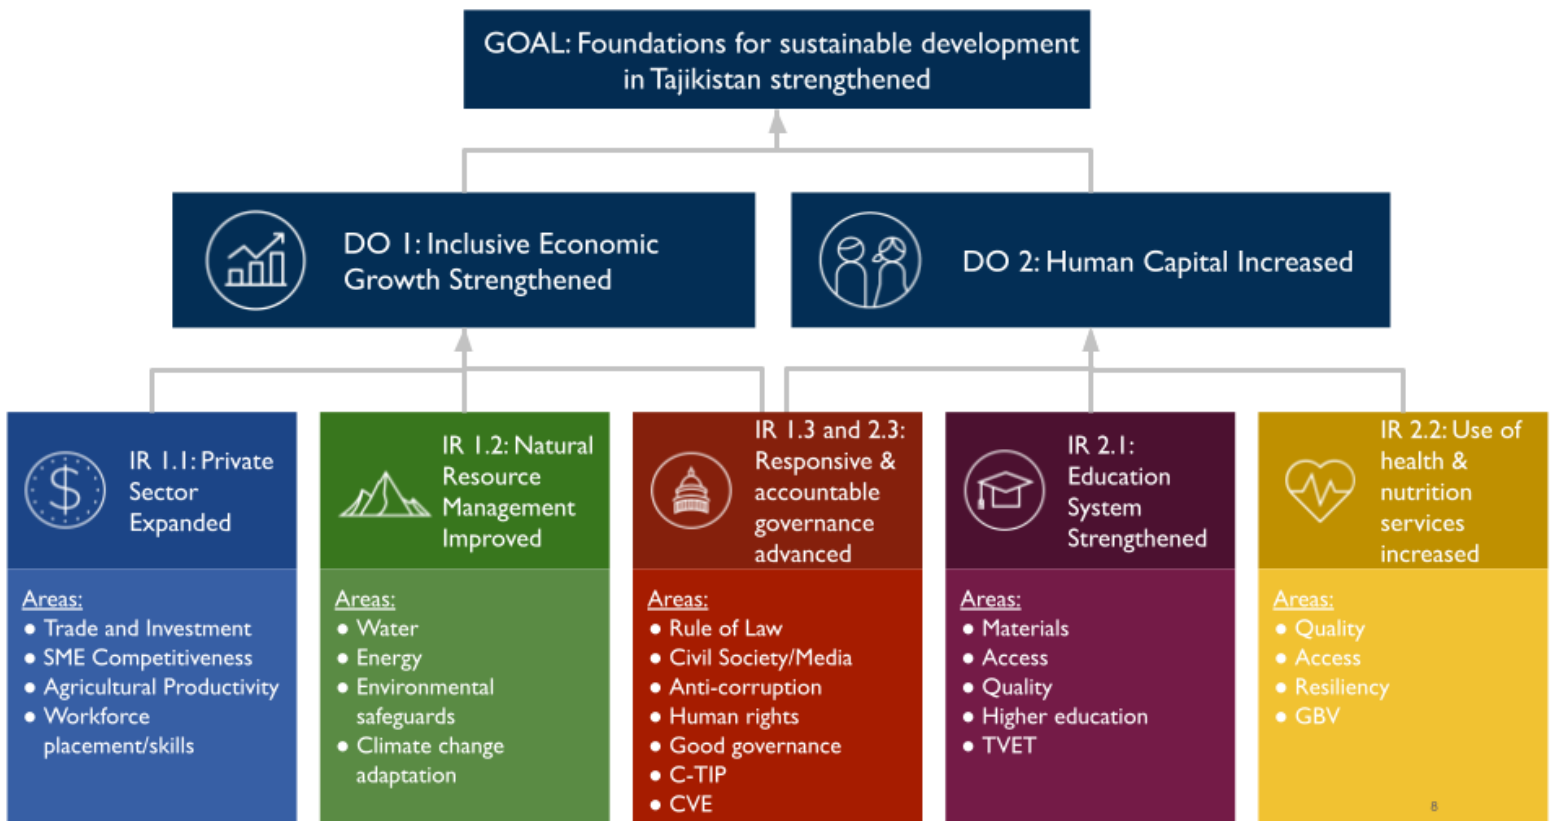 GOAL: Foundations for sustainable development
in Tajikistan strengthened
DO 1: Inclusive Economic
Growth Strengthened
DO 2: Human Capital Increased
IR 1.1: Private
Sector
Expanded
Areas:
● Trade and Investment
● SME Competitiveness
● Agricultural Productivity
● Workforce
placement/skills
IR 1.2: Natural
Resource
Management
Improved
Areas:
● Water
● Energy
● Environmental
safeguards
● Climate change
adaptation
IR 1.3 and 2.3:
Responsive &
accountable
governance
advanced
Areas:
● Rule of Law
● Civil Society/Media
● Anti-corruption
● Human rights
● Good governance
● C-TIP
● CVE
IR 2.1:
Education
System
Strengthened
Areas:
● Materials
● Access
● Quality
● Higher education
● TVET
IR 2.2: Use of
health &
nutrition
services
increased
Areas:
● Quality
● Access
● Resiliency
● GBV
8